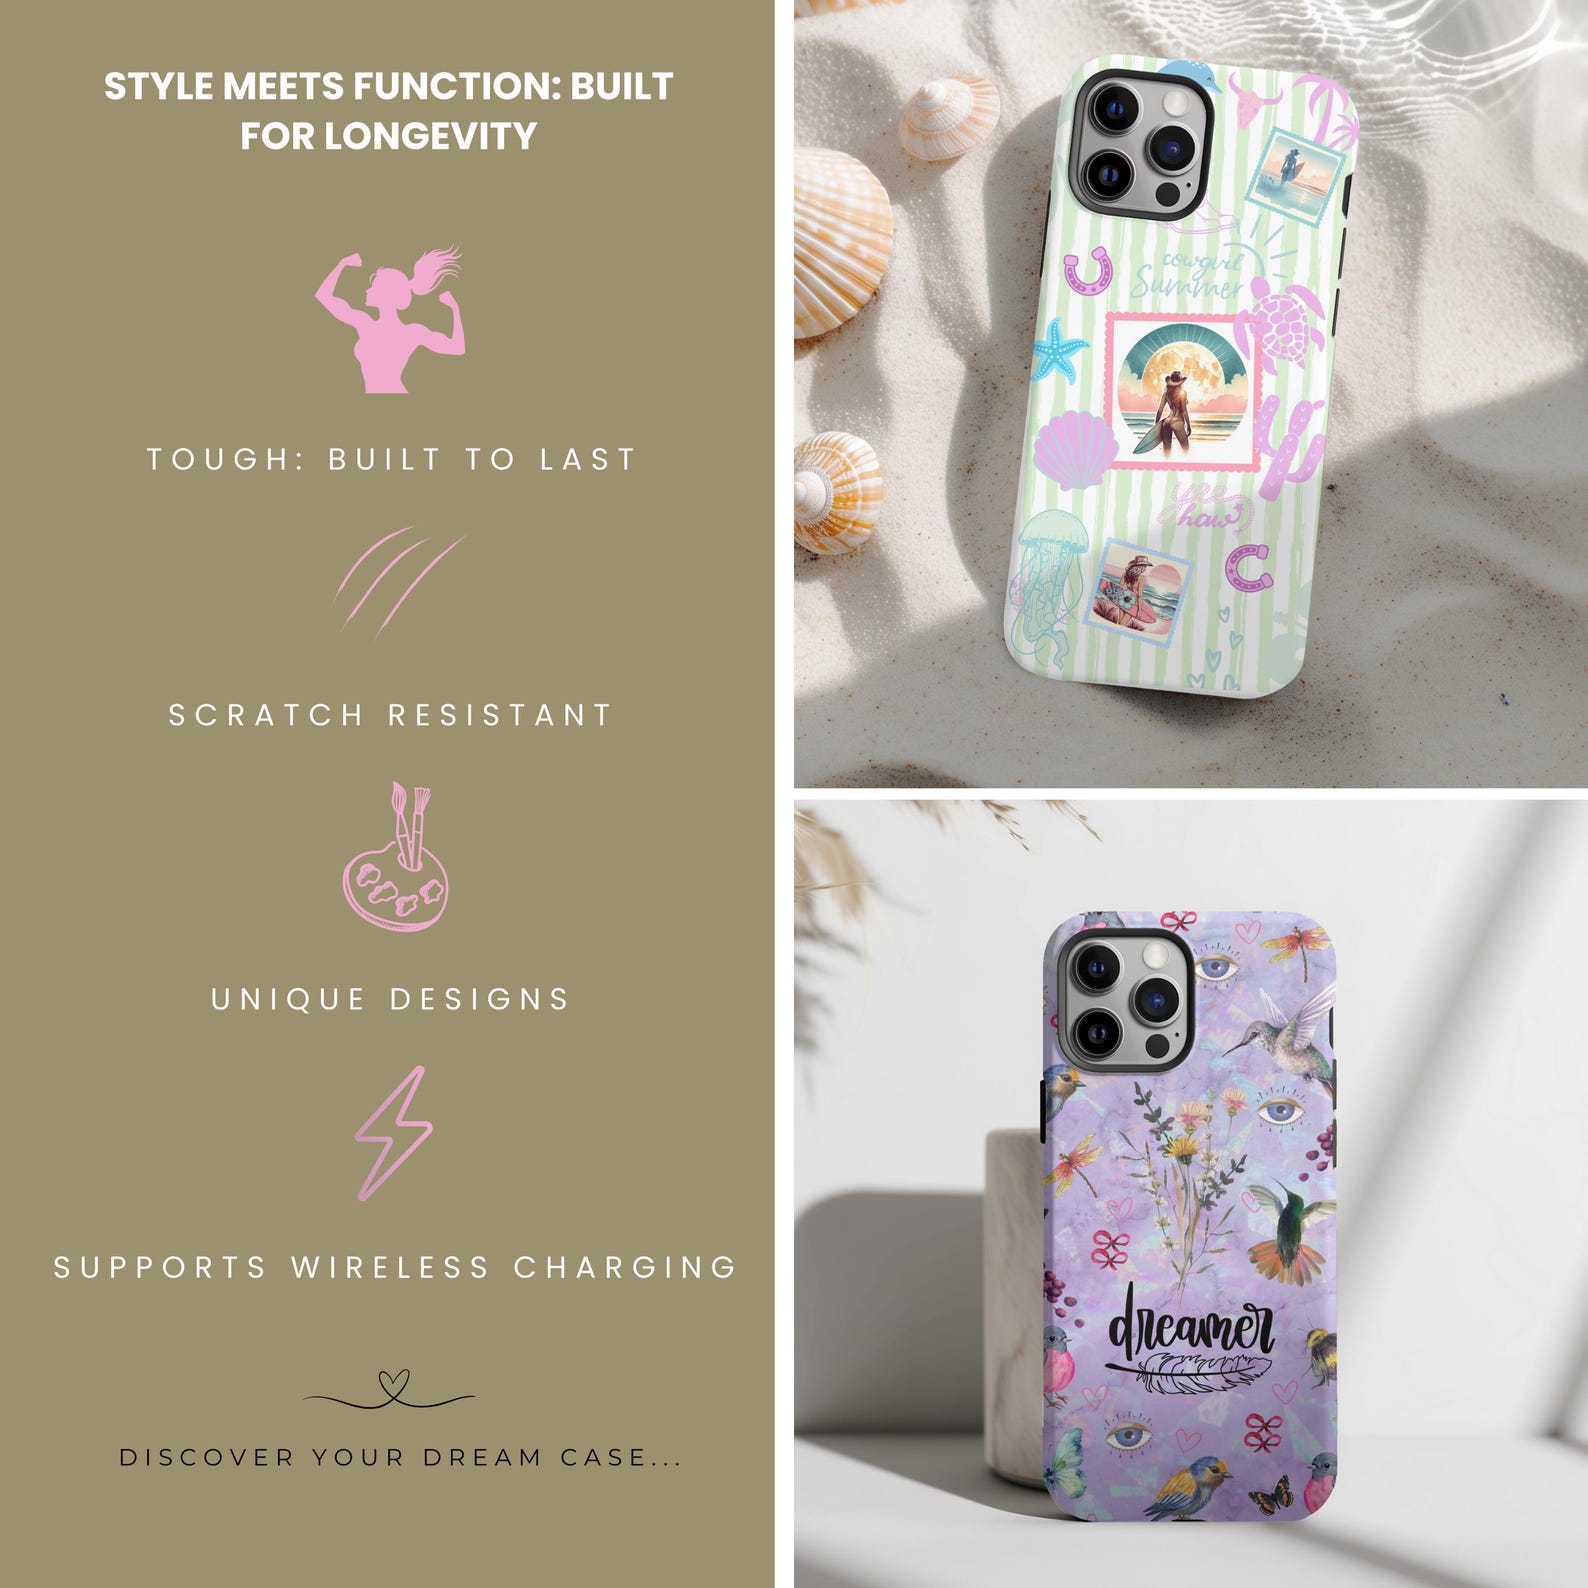 STYLE MEETS FUNCTION: BUILT
FOR LONGEVITY
TOUGH: BUILT TO LAST
SCRATCH RESISTANT
UNIQUE DESIGNS
SUPPORTS WIRELESS CHARGING
DISCOVER YOUR DREAM CASE...
cowgirl
Summer
yee
haw
dreamer